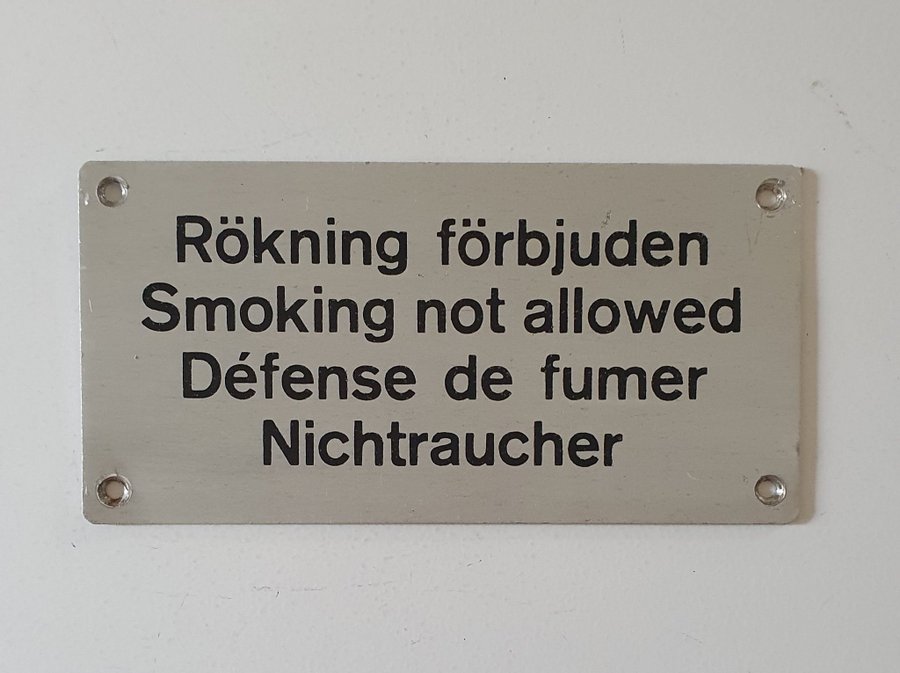 Rökning förbjuden
Smoking not allowed
Défense de fumer
Nichtraucher